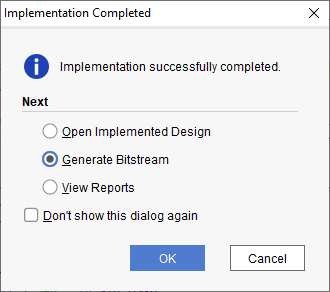 Implementation Completed
Implementation successfully completed.
Next
Open Implemented Design
Generate Bitstream
View Reports
Don't show this dialog again
OK
Cancel